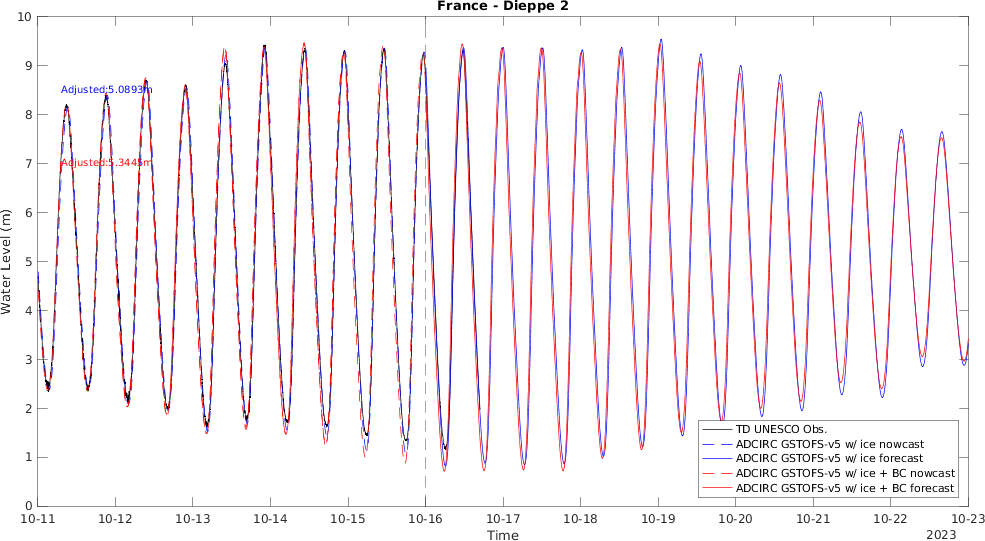 France - Dieppe 2
Water Level (m)
10
9
8
7
6
5
4
3
2
1
0
Adjusted:5.0893m
Adjusted:5.3445m
TD UNESCO Obs.
ADCIRC GSTOFS-v5 w/ ice nowcast
ADCIRC GSTOFS-v5 w/ ice forecast
ADCIRC GSTOFS-v5 w/ ice + BC nowcast
ADCIRC GSTOFS-v5 w/ ice + BC forecast
10-11 10-12 10-13 10-14 10-15 10-16 10-17 10-18 10-19 10-20 10-21 10-22 10-23
Time
2023